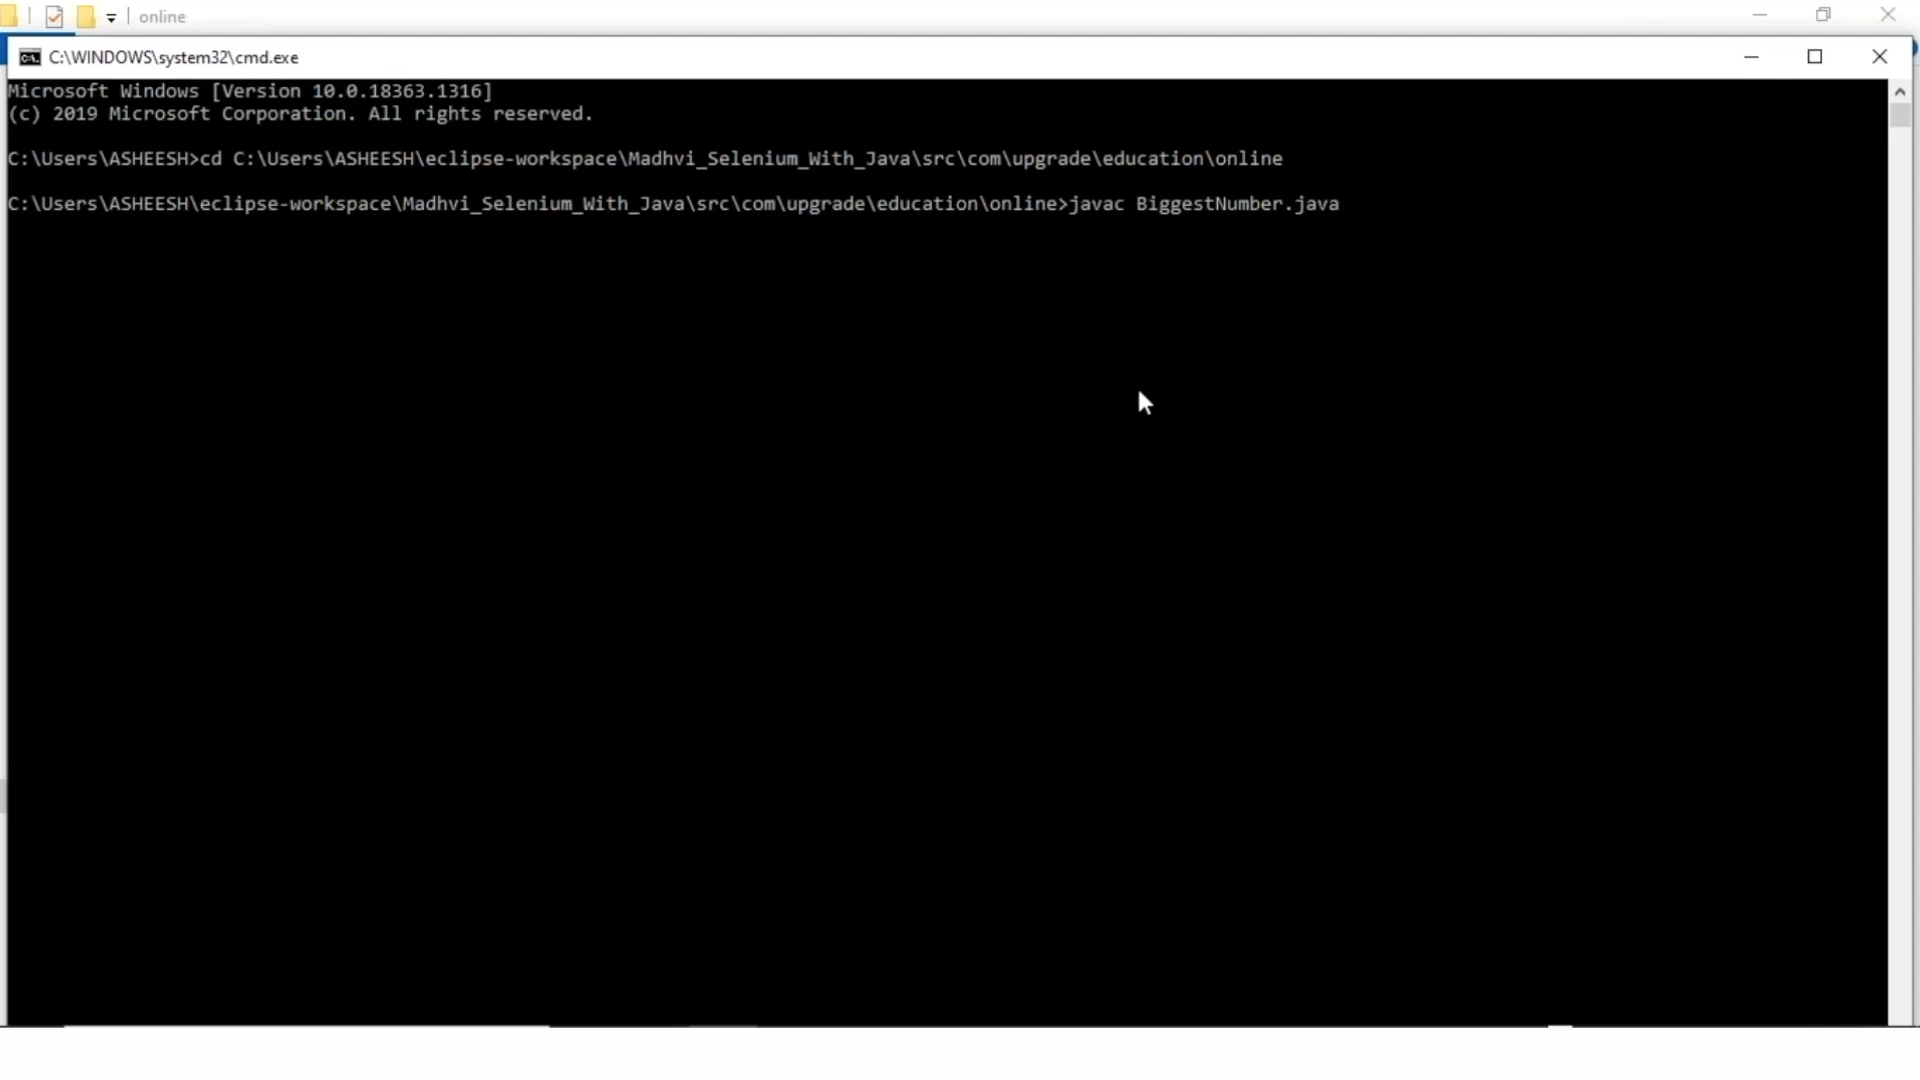 online
C:\WINDOWS\system32\cmd.exe
Microsoft Windows [Version 10.0.18363.1316]
(c) 2019 Microsoft Corporation. All rights reserved.
C:\Users\ASHEESH>cd C:\Users\ASHEESH\eclipse-workspace\Madhvi_Selenium_With_Java\src\com\upgrade\education\online
C:\Users\ASHEESH\eclipse-workspace\Madhvi_Selenium_With_Java\src\com\upgrade\education\online>javac BiggestNumber.java